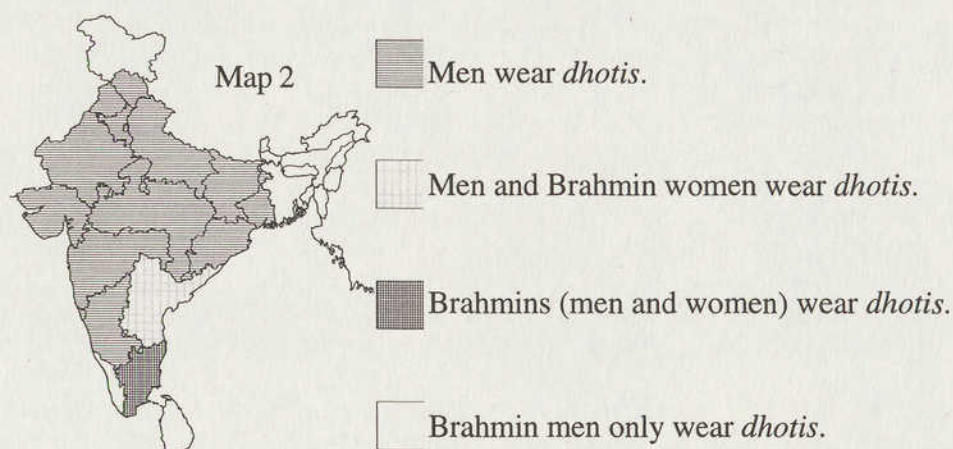 Map 2
Men wear dhotis.
Men and Brahmin women wear dhotis.
Brahmins (men and women) wear dhotis.
Brahmin men only wear dhotis.